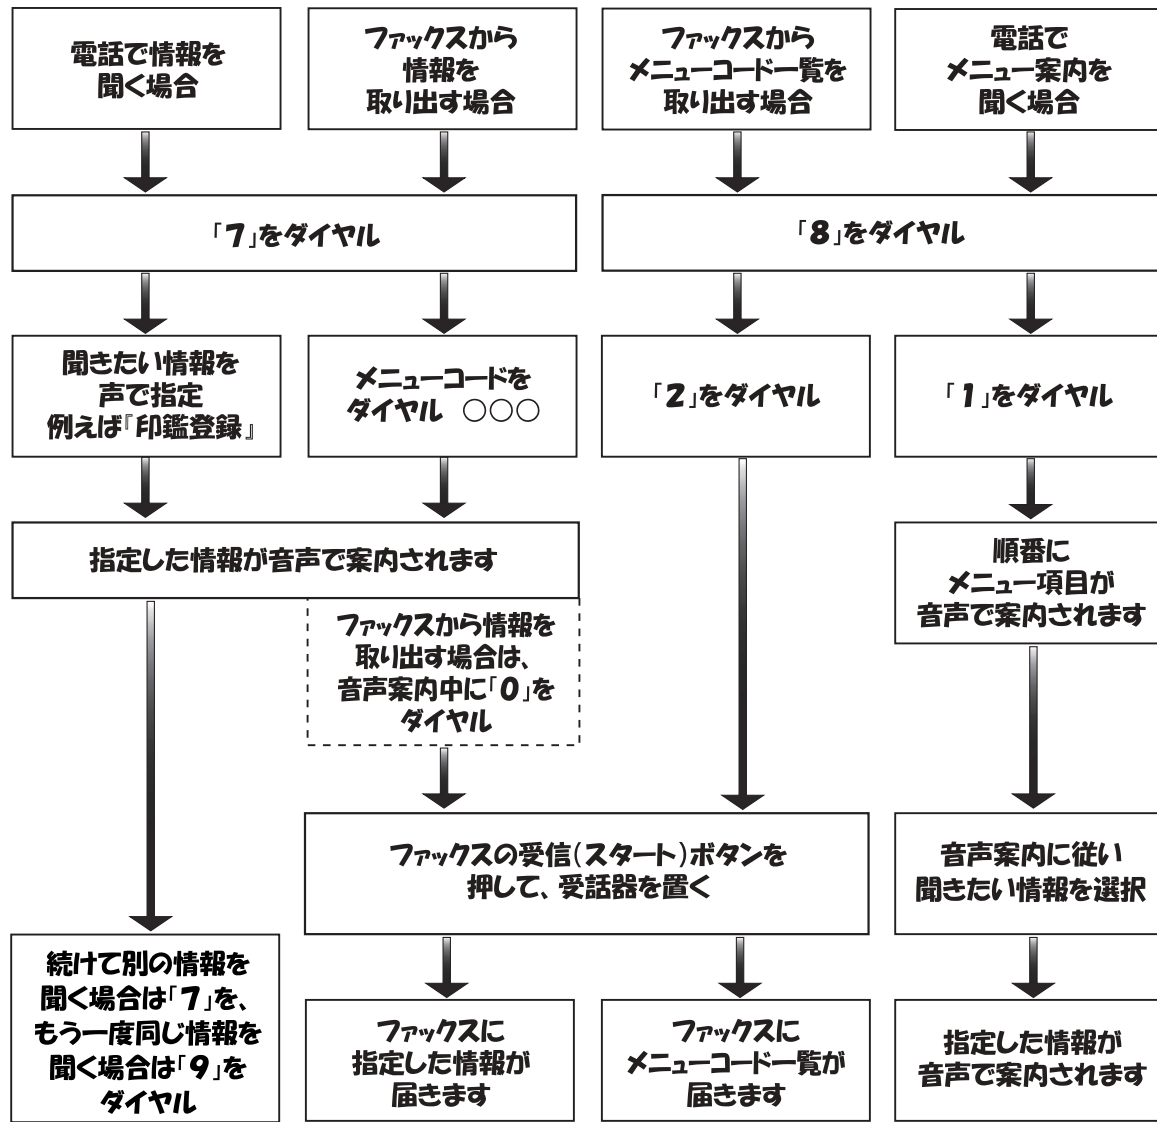 電話で情報を
聞く場合
ファックスから
情報を
取り出す場合
ファックスから
メニューコード一覧を
取り出す場合
電話で
メニュー案内を
聞く場合
「7」をダイヤル
「8」をダイヤル
聞きたい情報を
声で指定
例えば『印鑑登録』
メニューコードを
ダイヤル ○○○
「2」をダイヤル
「1」をダイヤル
指定した情報が音声で案内されます
順番に
メニュー項目が
音声で案内されます
ファックスから情報を
取り出す場合は、
音声案内中に「0」を
ダイヤル
ファックスの受信(スタート)ボタンを
押して、受話器を置く
音声案内に従い
聞きたい情報を選択
続けて別の情報を
聞く場合は「7」を、
もう一度同じ情報を
聞く場合は「9」を
ダイヤル
ファックスに
指定した情報が
届きます
ファックスに
メニューコード一覧が
届きます
指定した情報が
音声で案内されます